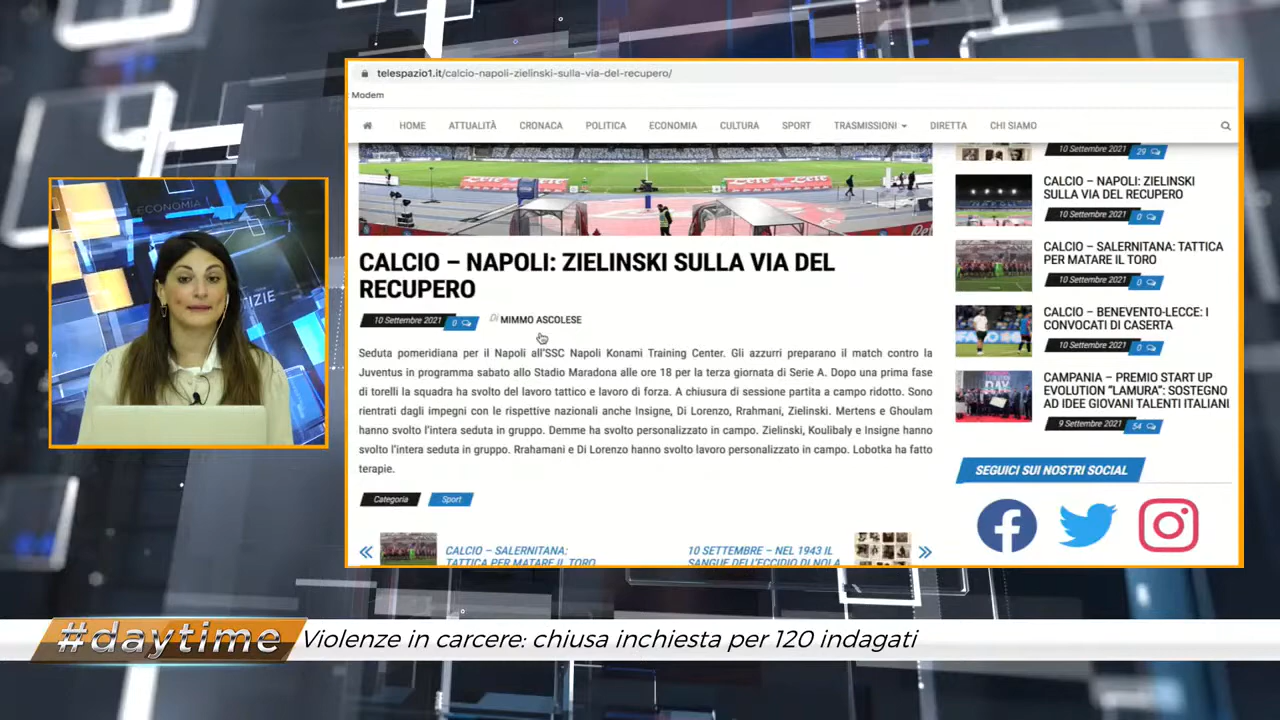 ECONOMIA
TIZIE
telespazio1.it/calcio-napoli-zielinski-sulla-via-del-recupero/
Modem
HOME ATTUALITÀ CRONACA POLITICA ECONOMIA CULTURA SPORT TRASMISSIONI DIRETTA CHI SIAMO
CALCIO – NAPOLI: ZIELINSKI SULLA VIA DEL
RECUPERO
10 Settembre 2021 0 Di MIMMO ASCOLESE
Seduta pomeridiana per il Napoli all'SSC Napoli Konami Training Center. Gli azzurri preparano il match contro la
Juventus in programma sabato allo Stadio Maradona alle ore 18 per la terza giornata di Serie A. Dopo una prima fase
di torelli la squadra ha svolto del lavoro tattico e lavoro di forza. A chiusura di sessione partita a campo ridotto. Sono
rientrati dagli impegni con le rispettive nazionali anche Insigne, Di Lorenzo, Rrahmani, Zielinski. Mertens e Ghoulam
hanno svolto l'intera seduta in gruppo. Demme ha svolto personalizzato in campo. Zielinski, Koulibaly e Insigne hanno
svolto l'intera seduta in gruppo. Rrahamani e Di Lorenzo hanno svolto lavoro personalizzato in campo. Lobotka ha fatto
terapie.
Categoria Sport
CALCIO – SALERNITANA:
TATTICA PER MATARE IL TORO
10 SETTEMBRE – NEL 1943 IL
SANGUE DELL'ECCIDIO DI NOLA
10 Settembre 2021 29
CALCIO – NAPOLI: ZIELINSKI
SULLA VIA DEL RECUPERO
10 Settembre 2021 0
CALCIO – SALERNITANA: TATTICA
PER MATARE IL TORO
10 Settembre 2021 0
CALCIO – BENEVENTO-LECCE: I
CONVOCATI DI CASERTA
10 Settembre 2021 0
CAMPANIA – PREMIO START UP
EVOLUTION “LAMURA”: SOSTEGNO
AD IDEE GIOVANI TALENTI ITALIANI
9 Settembre 2021 54
SEGUICI SUI NOSTRI SOCIAL
#daytime Violenze in carcere: chiusa inchiesta per 120 indagati